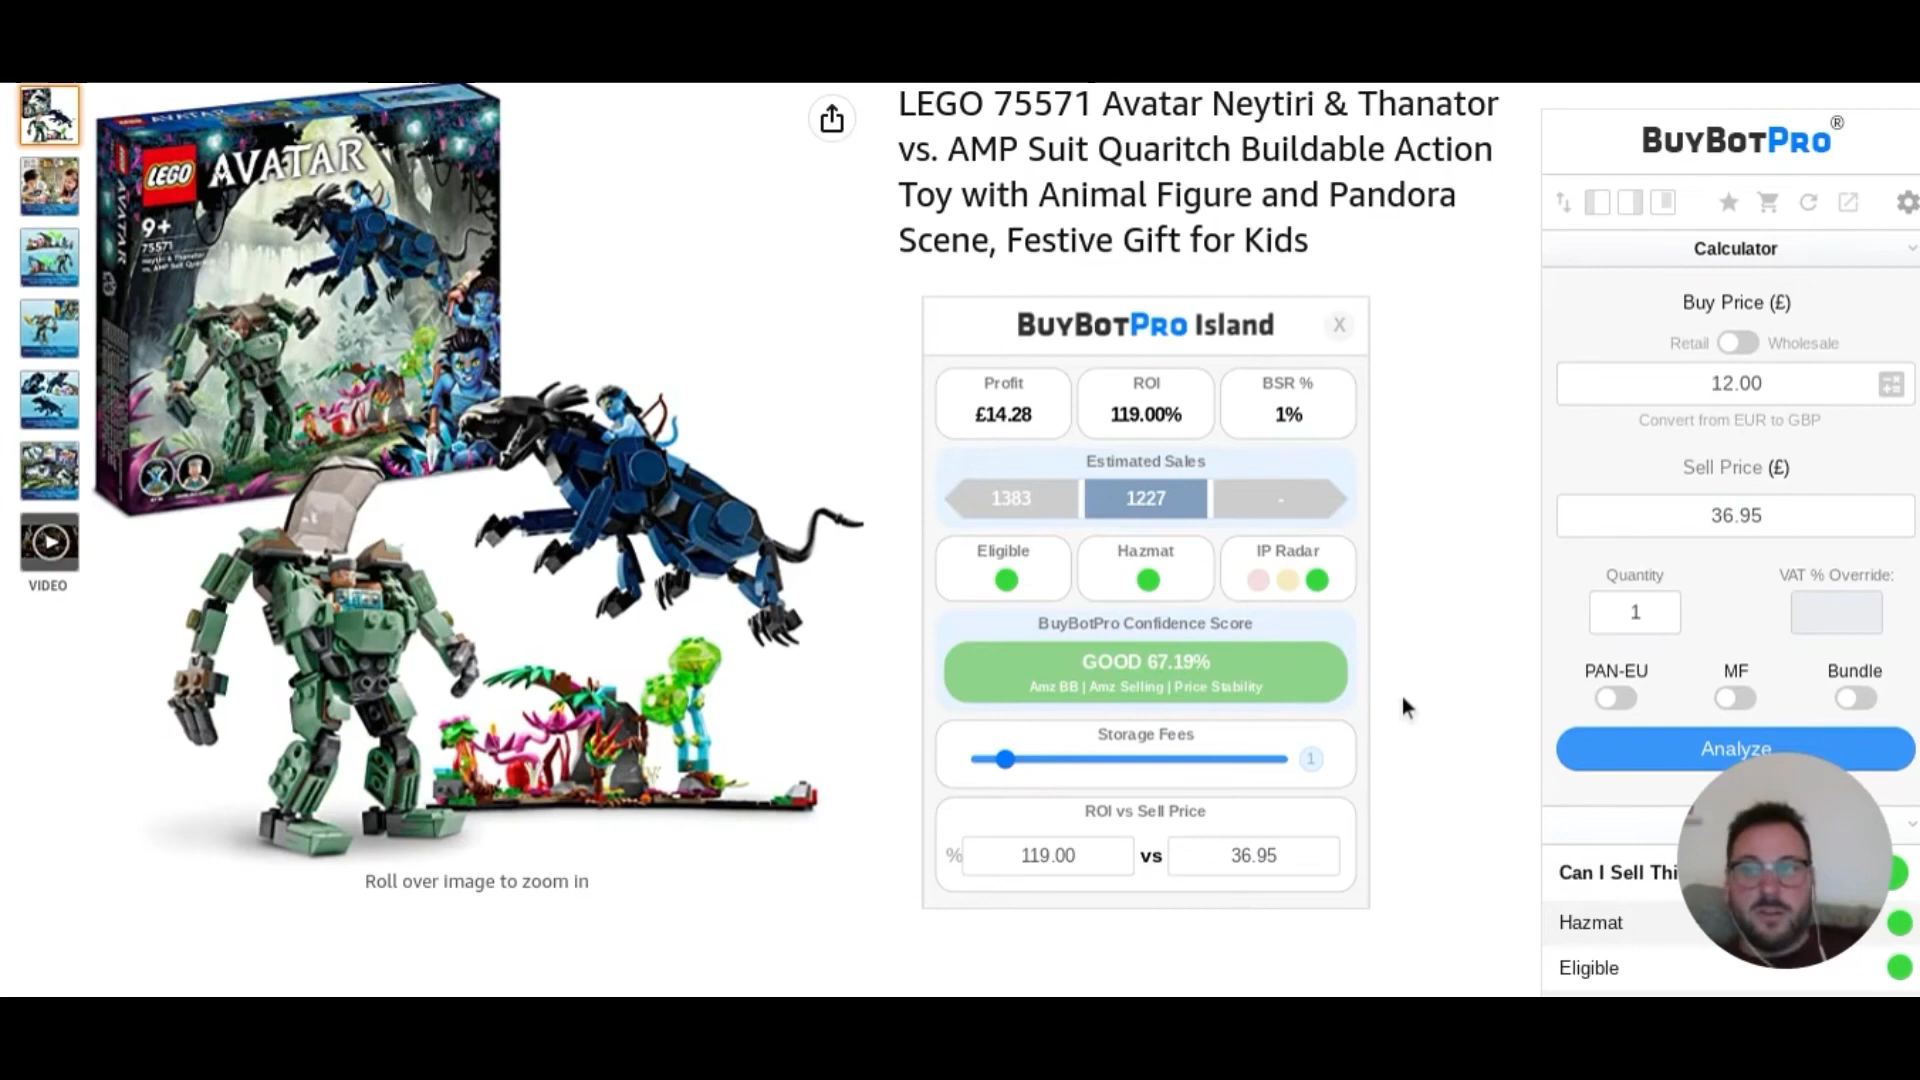 LEGO
AVATAR
9+
75571
AVATAR
VIDEO
Roll over image to zoom in
LEGO 75571 Avatar Neytiri & Thanator
vs. AMP Suit Quaritch Buildable Action
Toy with Animal Figure and Pandora
Scene, Festive Gift for Kids
BUYBOTPRO Island
X
Profit
£14.28
ROI
119.00%
BSR %
1%
Estimated Sales
1383
1227
-
Eligible
Hazmat
IP Radar
BuyBotPro Confidence Score
GOOD 67.19%
Amz BB | Amz Selling | Price Stability
Storage Fees
1
ROI vs Sell Price
%
119.00
vs
36.95
BUYBOTPRO®
Calculator
Buy Price (£)
Retail
Wholesale
12.00
Convert from EUR to GBP
Sell Price (£)
36.95
Quantity
VAT % Override:
1
PAN-EU
MF
Bundle
Analyze
Can I Sell Thi
Hazmat
Eligible